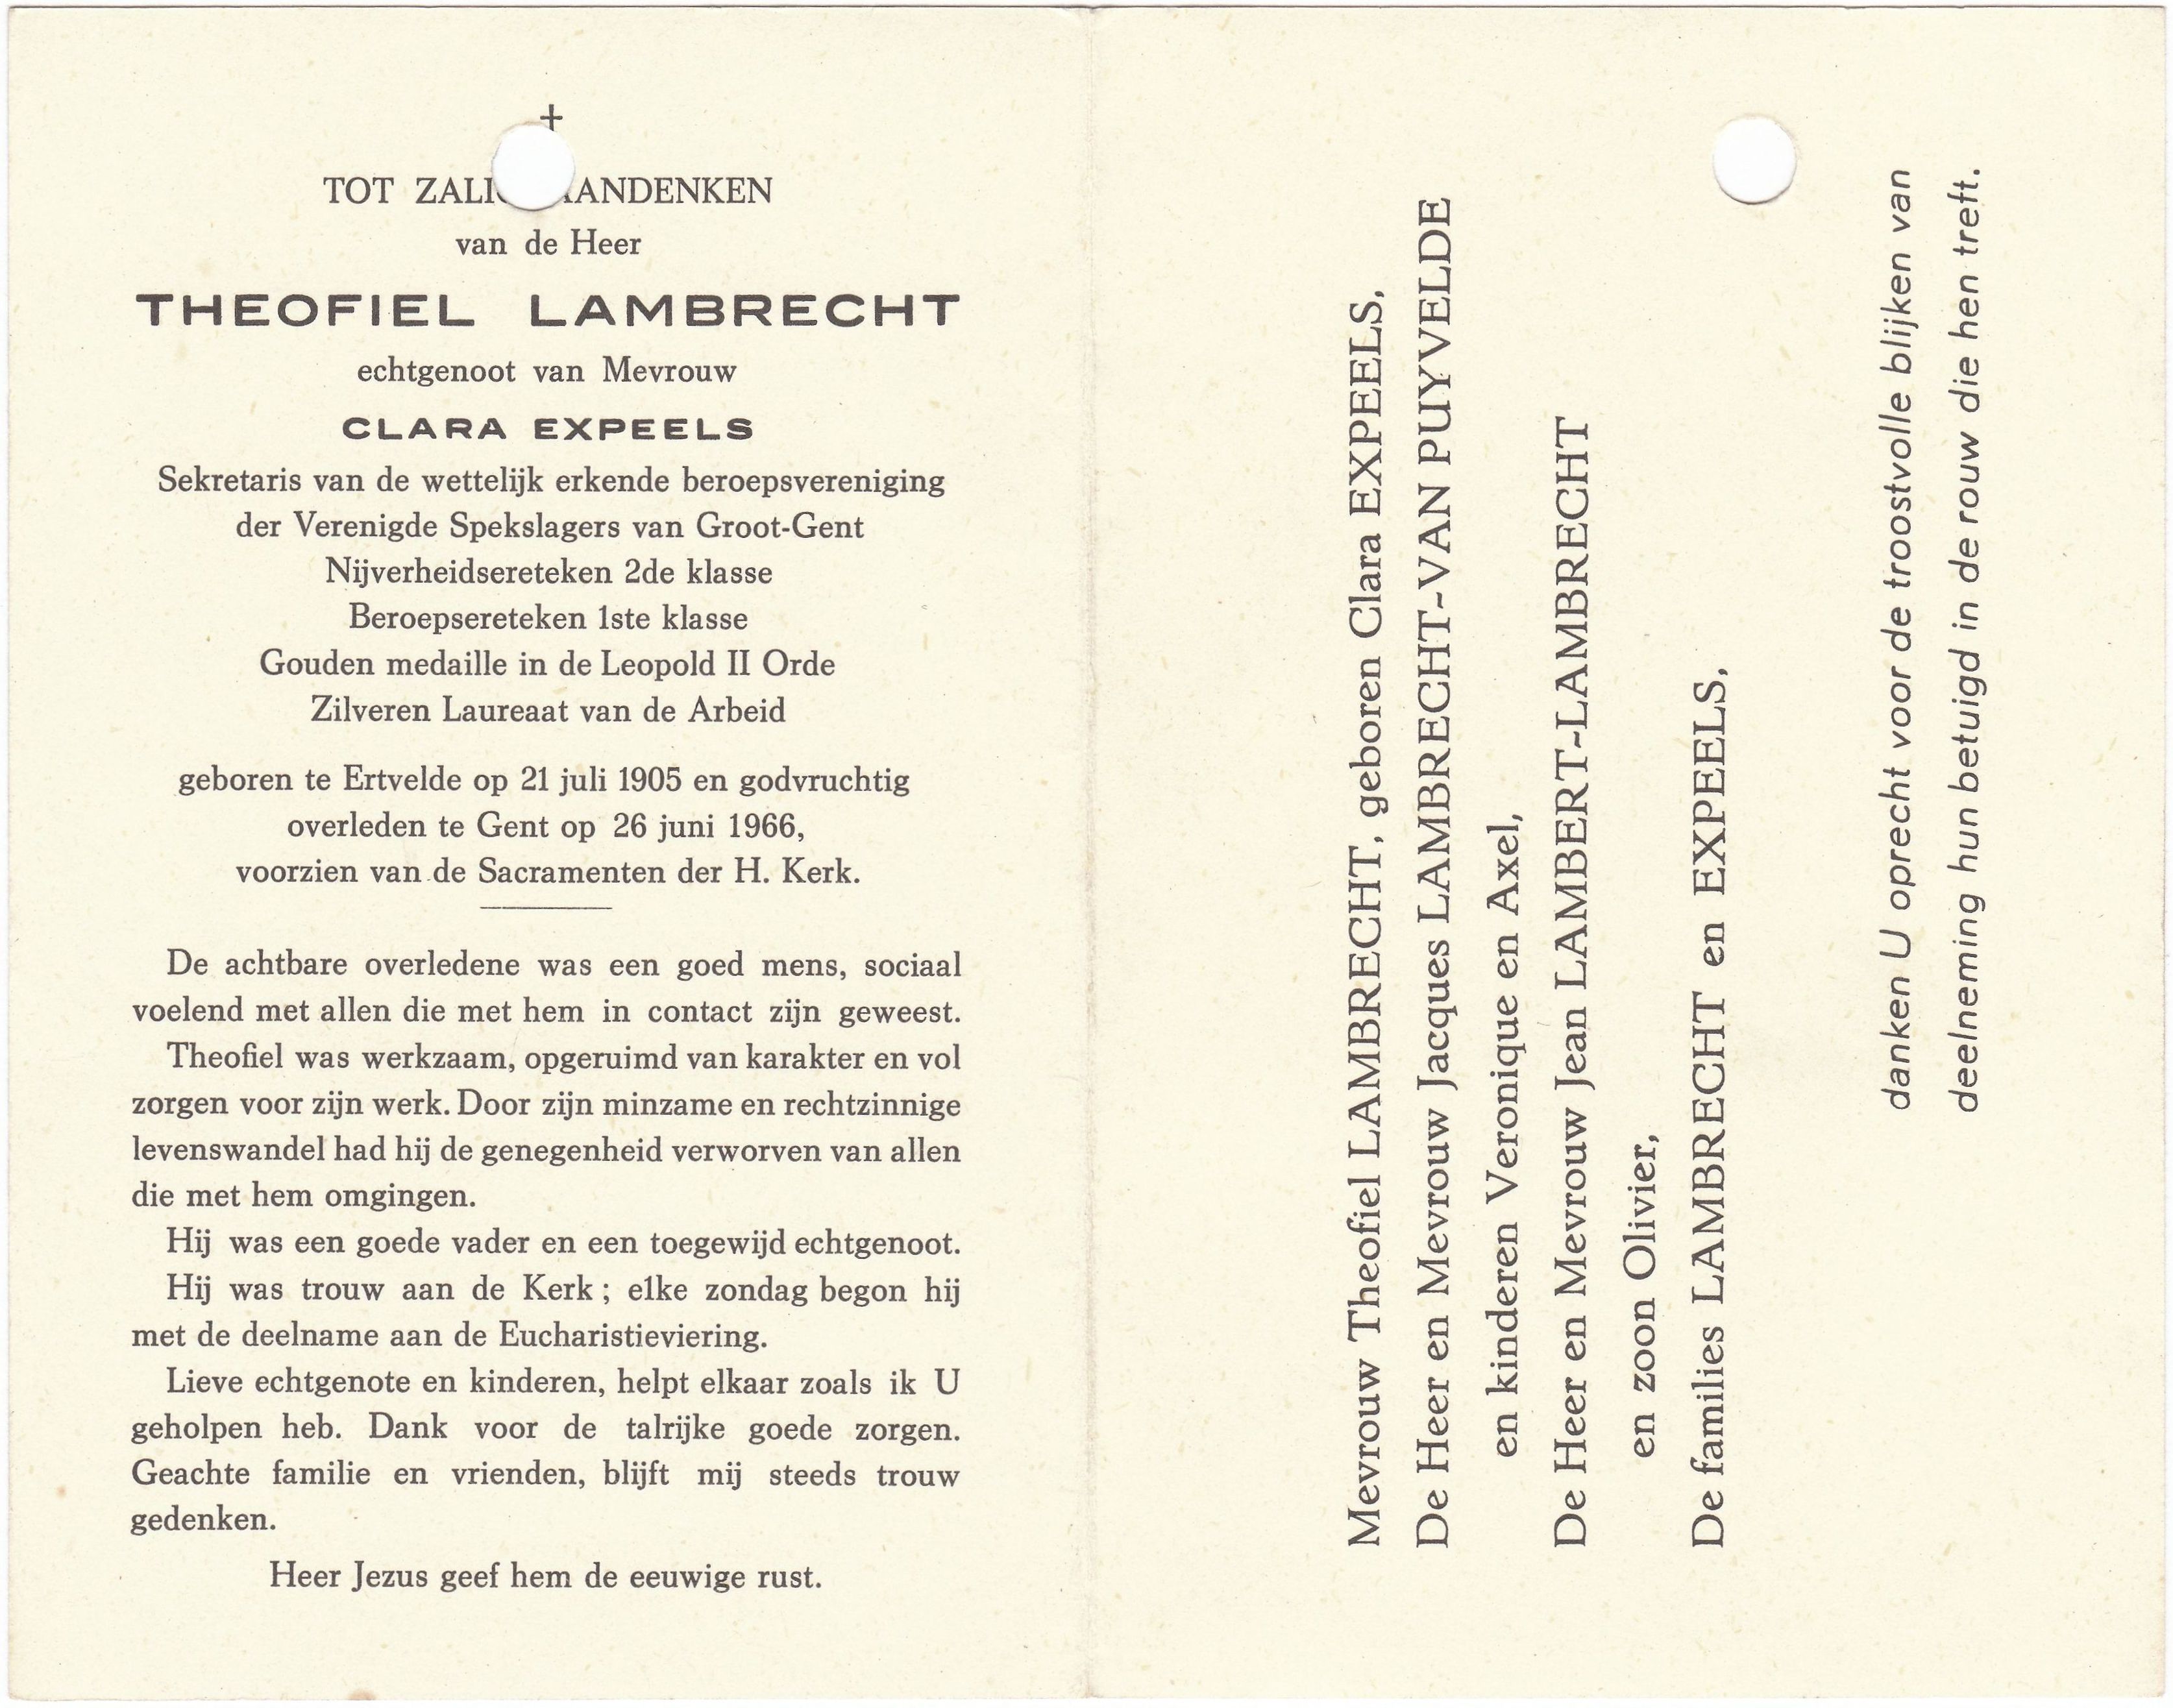 TOT ZALIG AANDENKEN
van de Heer
THEOFIEL LAMBRECHT
echtgenoot van Mevrouw
CLARA EXPEELS
Sekretaris van de wettelijk erkende beroepsvereniging
der Verenigde Spekslagers van Groot-Gent
Nijverheidsereteken 2de klasse
Beroepsereteken 1ste klasse
Gouden medaille in de Leopold II Orde
Zilveren Laureaat van de Arbeid
geboren te Ertvelde op 21 juli 1905 en godvruchtig
overleden te Gent op 26 juni 1966,
voorzien van de Sacramenten der H. Kerk.
De achtbare overledene was een goed mens, sociaal
voelend met allen die met hem in contact zijn geweest.
Theofiel was werkzaam, opgeruimd van karakter en vol
zorgen voor zijn werk. Door zijn minzame en rechtzinnige
levenswandel had hij de genegenheid verworven van allen
die met hem omgingen.
Hij was een goede vader en een toegewijd echtgenoot.
Hij was trouw aan de Kerk ; elke zondag begon hij
met de deelname aan de Eucharistieviering.
Lieve echtgenote en kinderen, helpt elkaar zoals ik U
geholpen heb. Dank voor de talrijke goede zorgen.
Geachte familie en vrienden, blijft mij steeds trouw
gedenken.
Heer Jezus geef hem de eeuwige rust.
Mevrouw Theofiel LAMBRECHT, geboren Clara EXPEELS,
De Heer en Mevrouw Jacques LAMBRECHT-VAN PUYVELDE
en kinderen Veronique en Axel,
De Heer en Mevrouw Jean LAMBERT-LAMBRECHT
en zoon Olivier,
De families LAMBRECHT en EXPEELS,
danken U oprecht voor de troostvolle blijken van
deelneming hun betuigd in de rouw die hen treft.